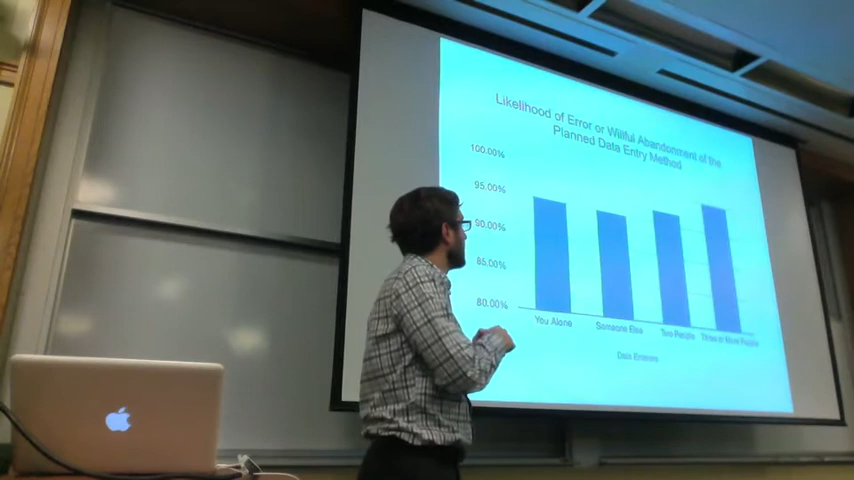 Likelihood of Error or Willful Abandonment of the
Planned Data Entry Method
100.00%
95.00%
90.00%
85.00%
80.00%
You Alone
Someone Else
Two People
Three or More People
Data Enterers